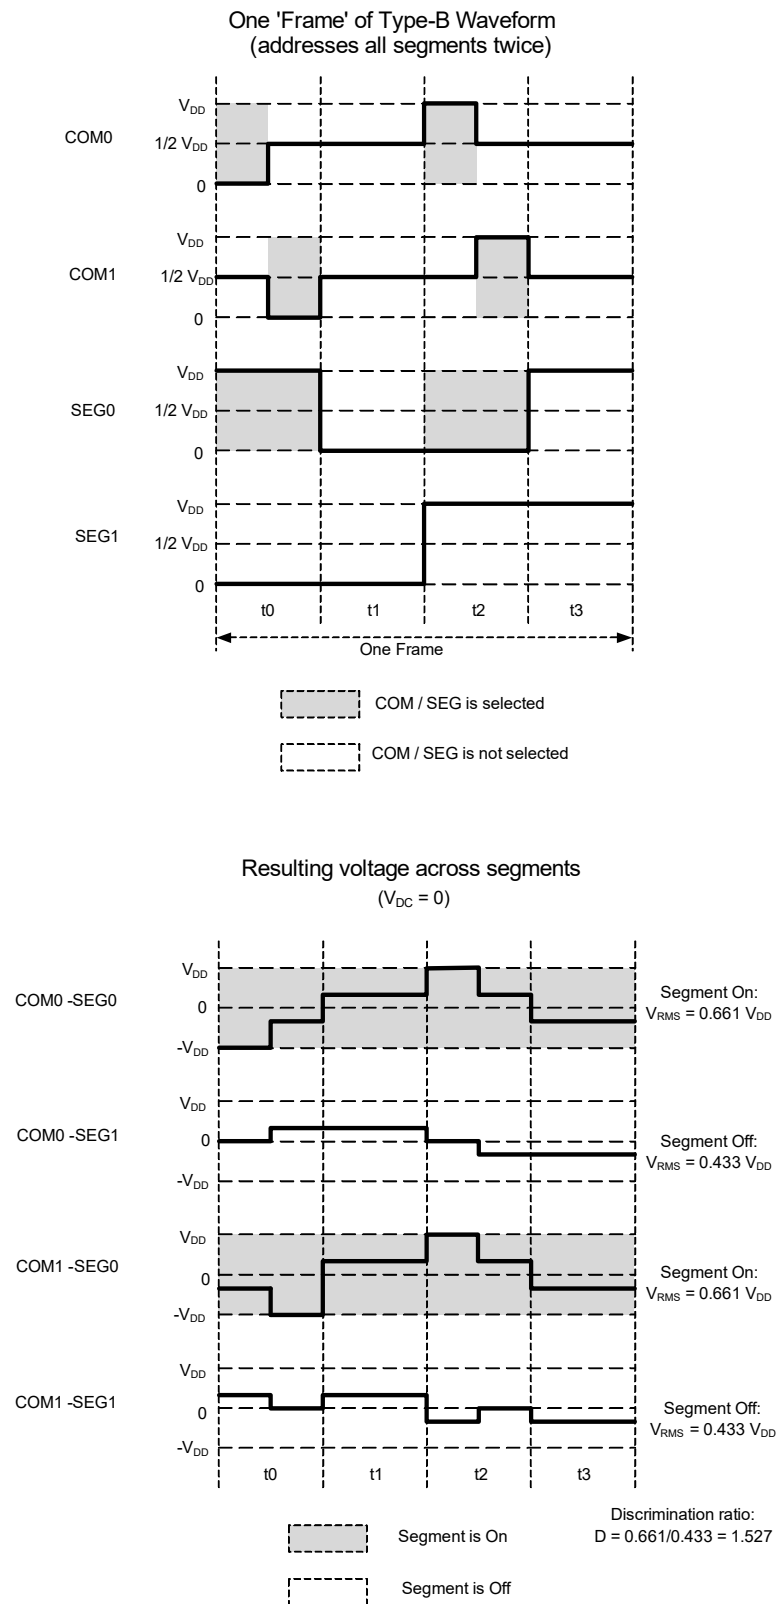 One 'Frame' of Type-B Waveform
(addresses all segments twice)
VDD
COM0
1/2 VDD
0
VDD
COM1
1/2 VDD
0
VDD
SEG0
1/2 VDD
0
VDD
SEG1
1/2 VDD
0
t0 t1 t2 t3
One Frame
COM / SEG is selected
COM / SEG is not selected
Resulting voltage across segments
(VDC = 0)
VDD
COM0 -SEG0
0
-VDD
Segment On:
VRMS = 0.661 VDD
VDD
COM0 -SEG1
0
-VDD
Segment Off:
VRMS = 0.433 VDD
VDD
COM1 -SEG0
0
-VDD
Segment On:
VRMS = 0.661 VDD
VDD
COM1 -SEG1
0
-VDD
Segment Off:
VRMS = 0.433 VDD
t0 t1 t2 t3
Segment is On
Discrimination ratio:
D = 0.661/0.433 = 1.527
Segment is Off